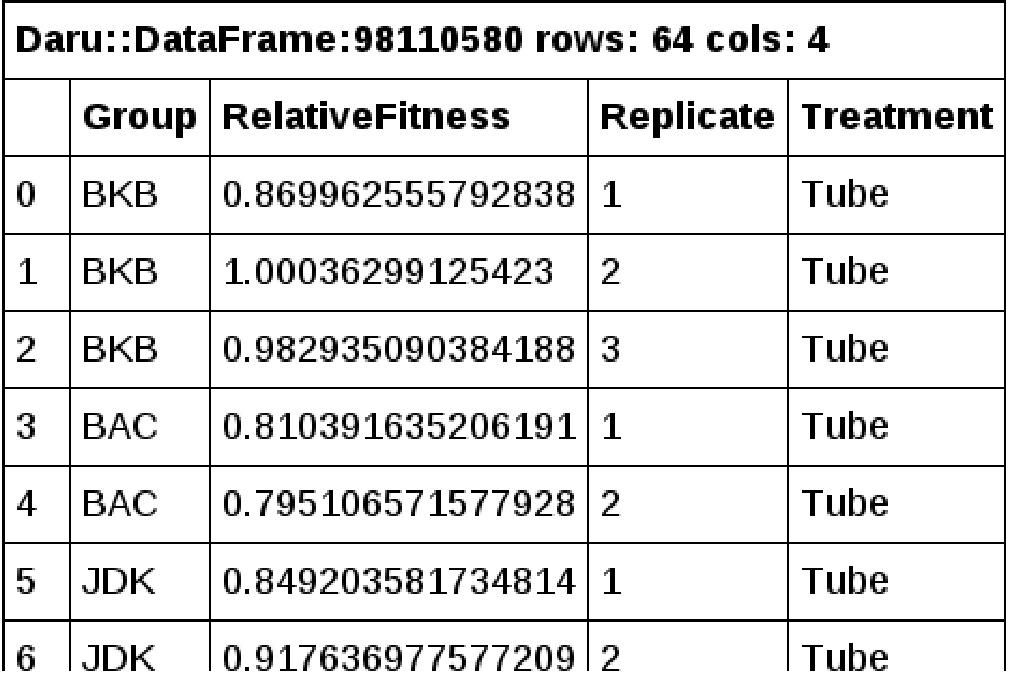 Daru::DataFrame:98110580 rows: 64 cols: 4
Group RelativeFitness Replicate Treatment
0 BKB 0.869962555792838 1 Tube
1 BKB 1.00036299125423 2 Tube
2 BKB 0.982935090384188 3 Tube
3 BAC 0.810391635206191 1 Tube
4 BAC 0.795106571577928 2 Tube
5 JDK 0.849203581734814 1 Tube
6 JDK 0.917636977577209 2 Tube